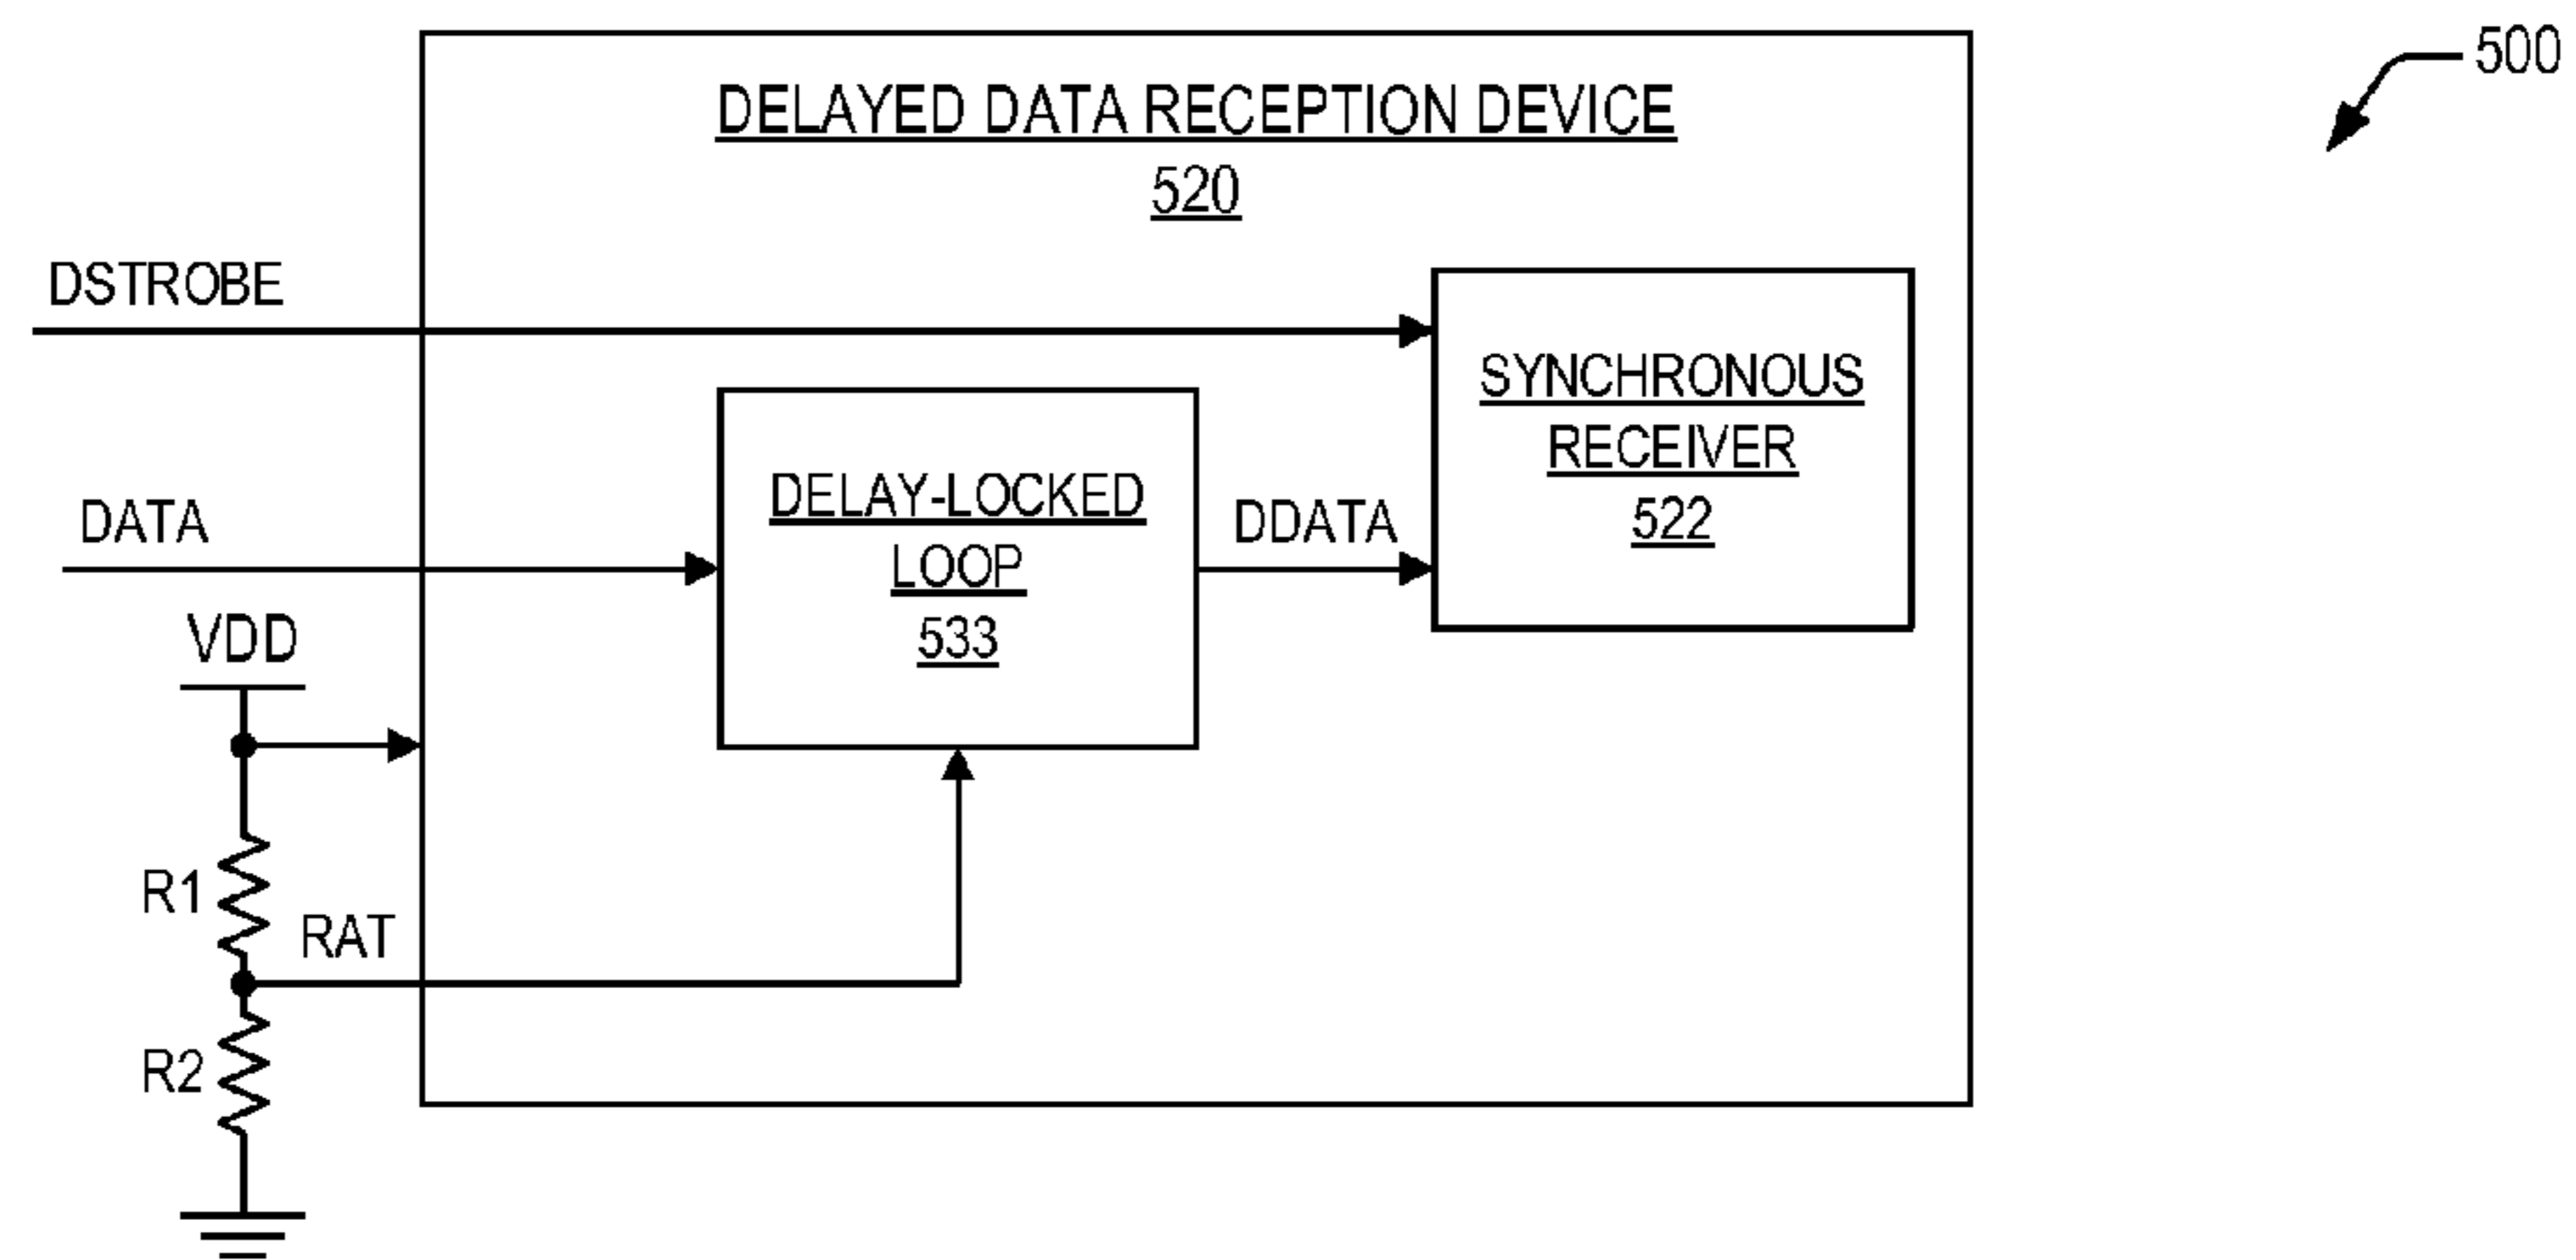 500
DELAYED DATA RECEPTION DEVICE
520
DSTROBE
SYNCHRONOUS
RECEIVER
522
DATA
DELAY-LOCKED
LOOP
533
DDATA
VDD
R1
RAT
R2